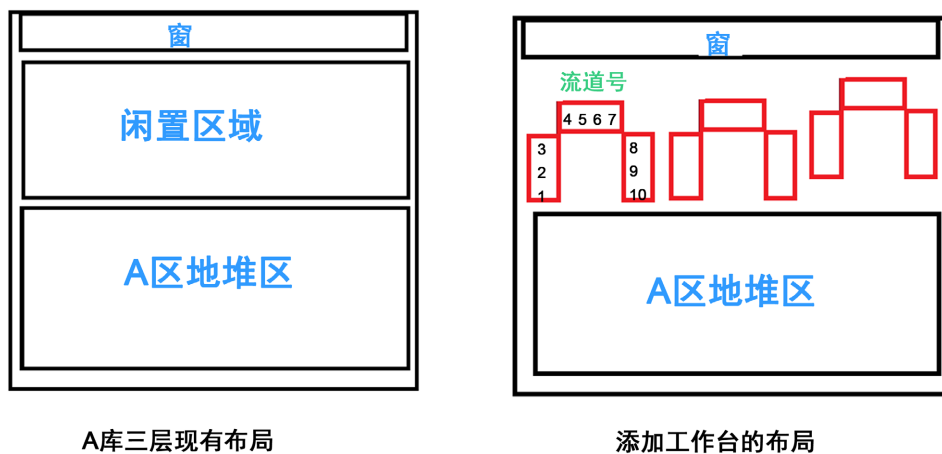 窗
闲置区域
A区地堆区
A库三层现有布局
窗
流道号
4 5 6 7
3
2
1
8
9
10
A区地堆区
添加工作台的布局